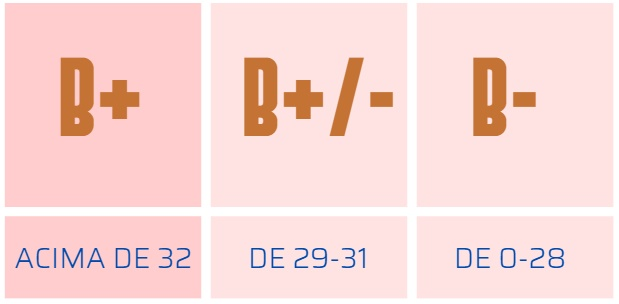 B+ B+/- B-
ACIMA DE 32 DE 29-31 DE 0-28